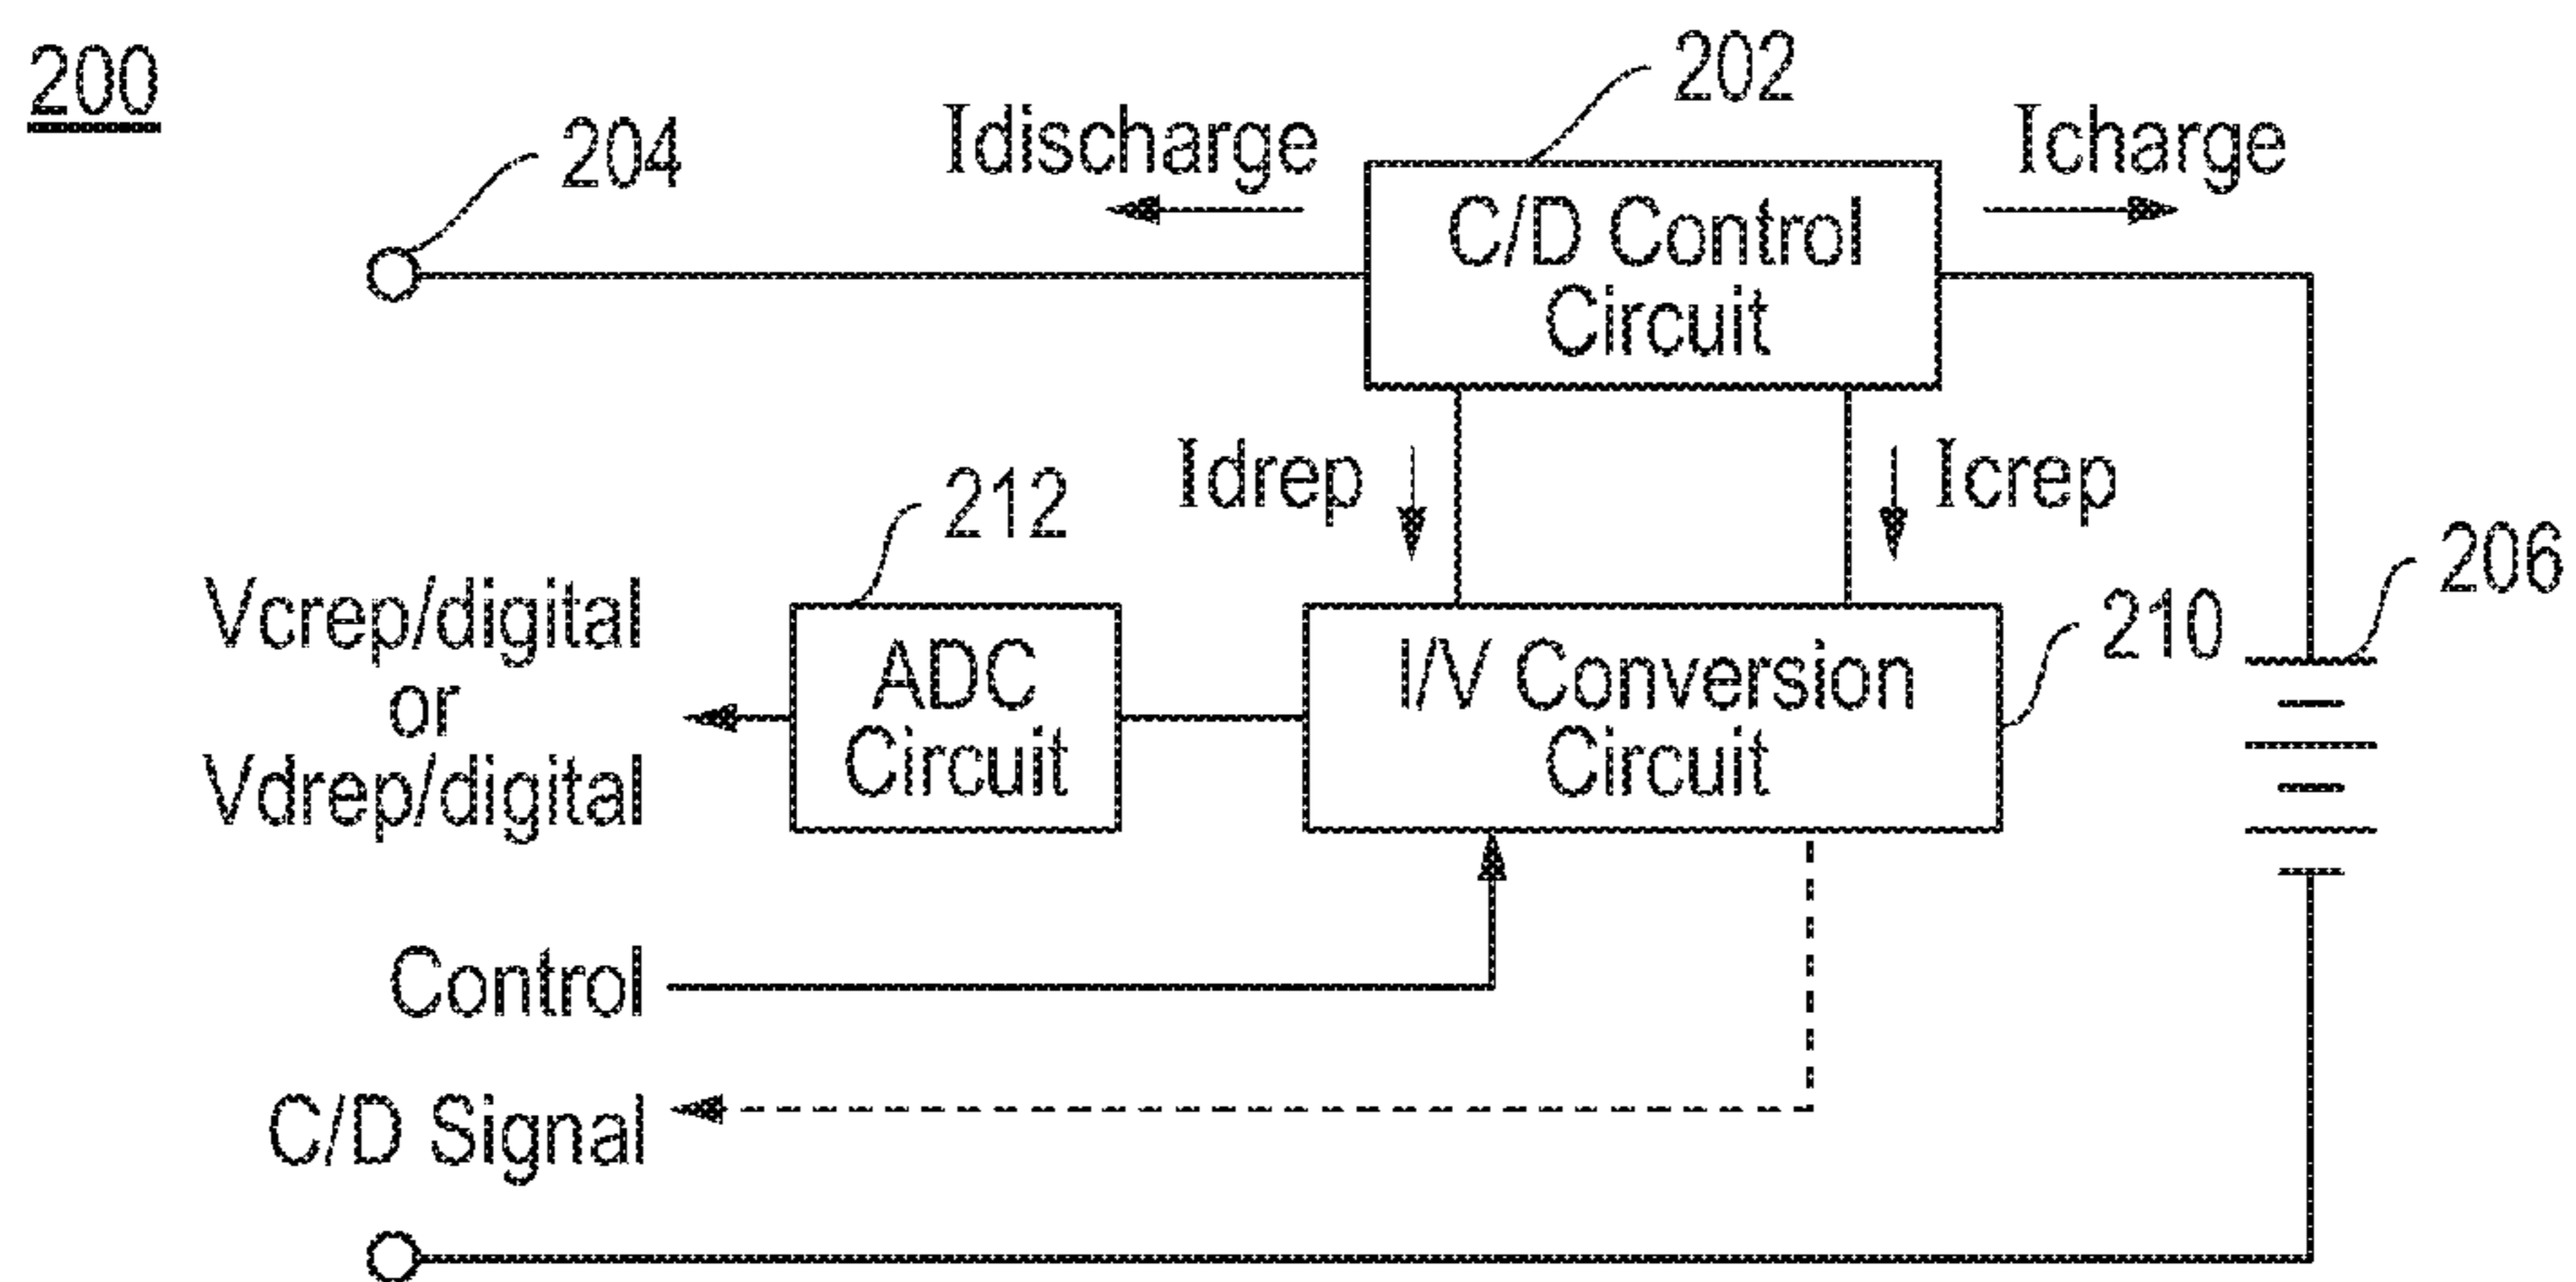 200
202
Idischarge
Icharge
204
C/D Control
Circuit
Idrep
Icrep
212
206
210
Vcrep/digital
or
Vdrep/digital
ADC
Circuit
I/V Conversion
Circuit
Control
C/D Signal